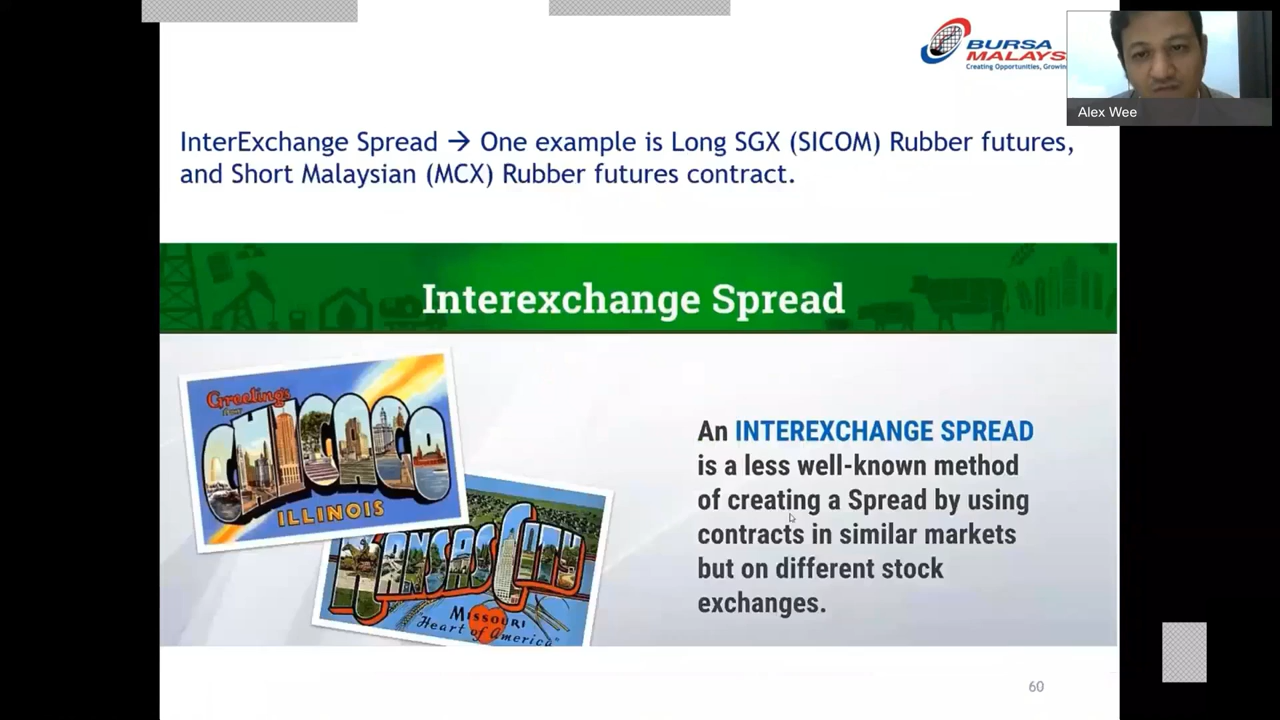 BURSA
MALAYS
Creating Opportunities, Growin
Alex Wee
InterExchange Spread → One example is Long SGX (SICOM) Rubber futures,
and Short Malaysian (MCX) Rubber futures contract.
Interexchange Spread
Greetings
from
CHICAGO
ILLINOIS
KANSAS CITY
MISSOURI
"Heart of America"
An INTEREXCHANGE SPREAD
is a less well-known method
of creating a Spread by using
contracts in similar markets
but on different stock
exchanges.
60